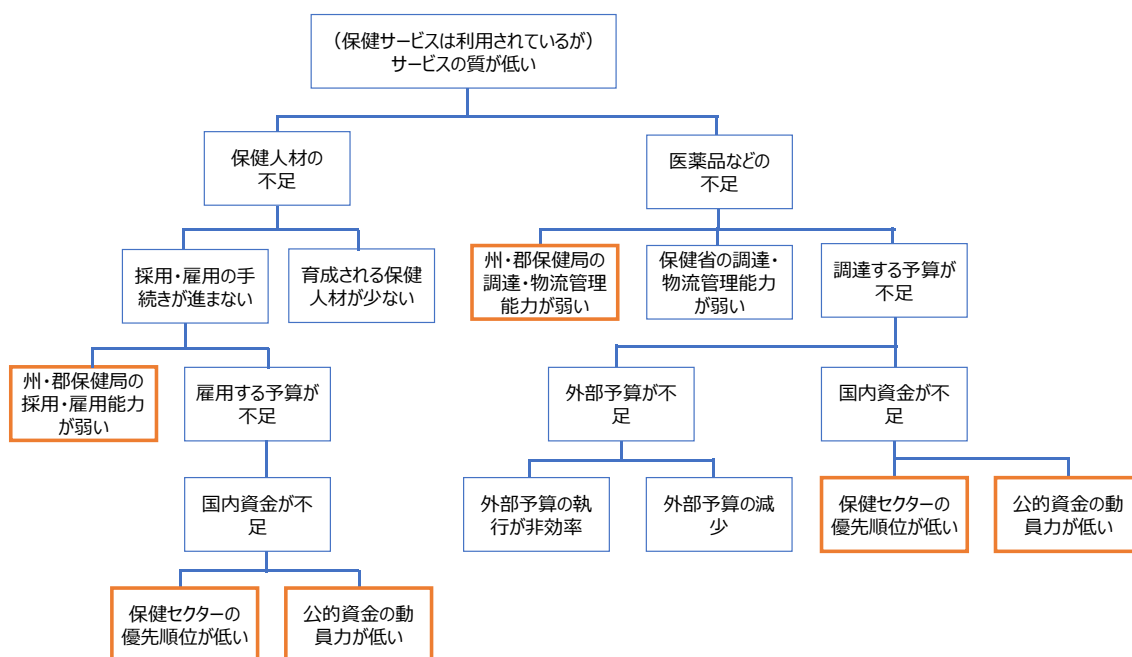 （保健サービスは利用されているが）
サービスの質が低い
保健人材の
不足
医薬品などの
不足
採用・雇用の手
続きが進まない
育成される保健
人材が少ない
州・郡保健局の
調達・物流管理
能力が弱い
保健省の調達・
物流管理能力
が弱い
調達する予算が
不足
州・郡保健局の
採用・雇用能力
が弱い
雇用する予算が
不足
外部予算が不
足
国内資金が不
足
国内資金が不
足
外部予算の執
行が非効率
外部予算の減
少
保健セクターの
優先順位が低い
公的資金の動
員力が低い
保健セクターの
優先順位が低い
公的資金の動
員力が低い